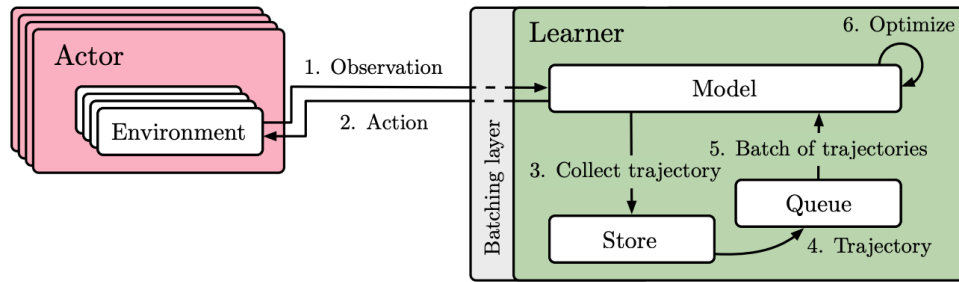 Actor
Environment
1. Observation
2. Action
Batching layer
Learner
6. Optimize
Model
3. Collect trajectory
5. Batch of trajectories
Queue
Store
4. Trajectory